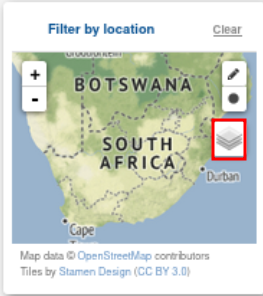 Filter by location Clear
+
-
BOTSWANA
SOUTH
AFRICA
Durban
Cape
Map data © OpenStreetMap contributors
Tiles by Stamen Design (CC BY 3.0)